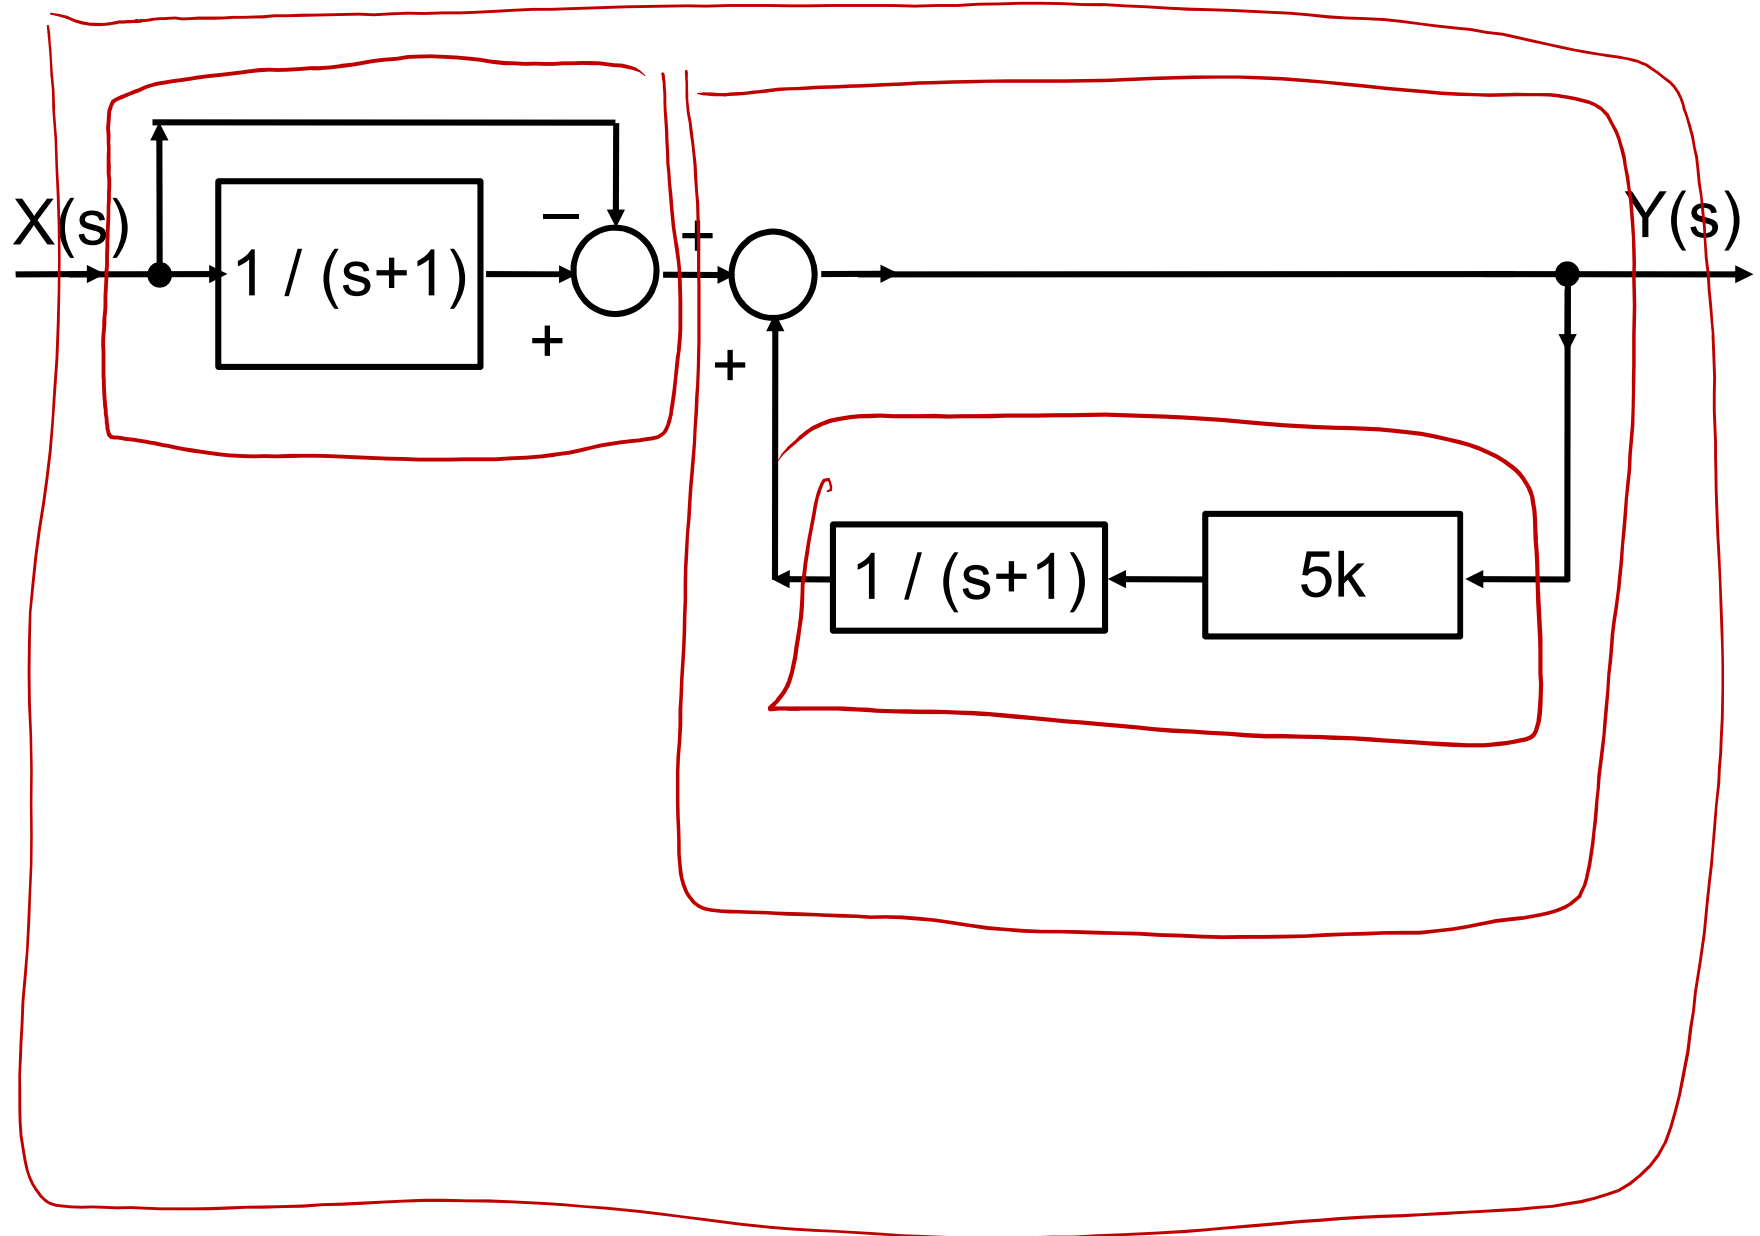 X(s)
1 / (s+1)
−
+
+
+
Y(s)
1 / (s+1)
5k